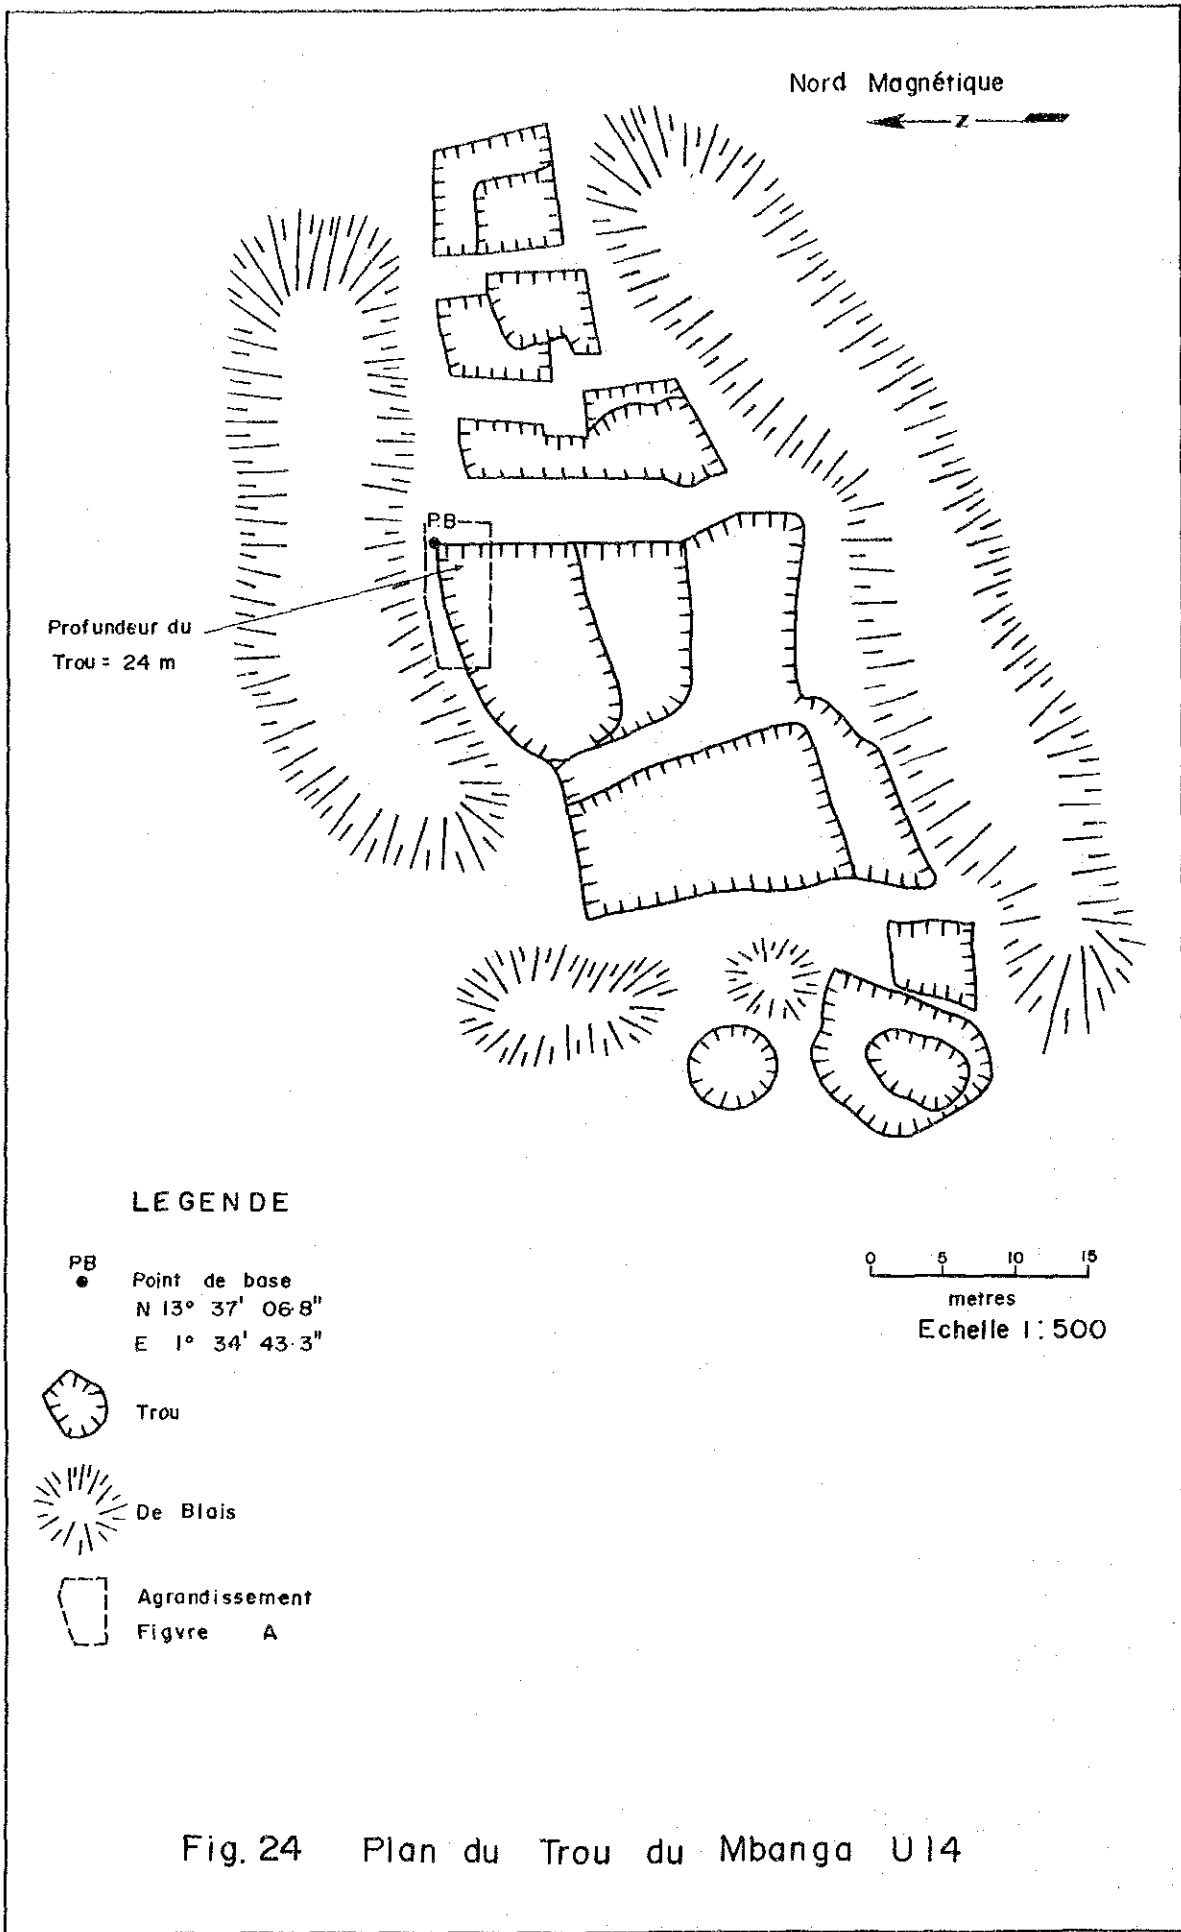 Nord Magnétique
N
PB
Profundeur du
Trou = 24 m
LEGENDE
PB
Point de base
N 13° 37' 06·8"
E 1° 34' 43·3"
Trou
De Blais
Agrandissement
Figvre A
0 5 10 15
metres
Echelle 1:500
Fig. 24 Plan du Trou du Mbanga U14